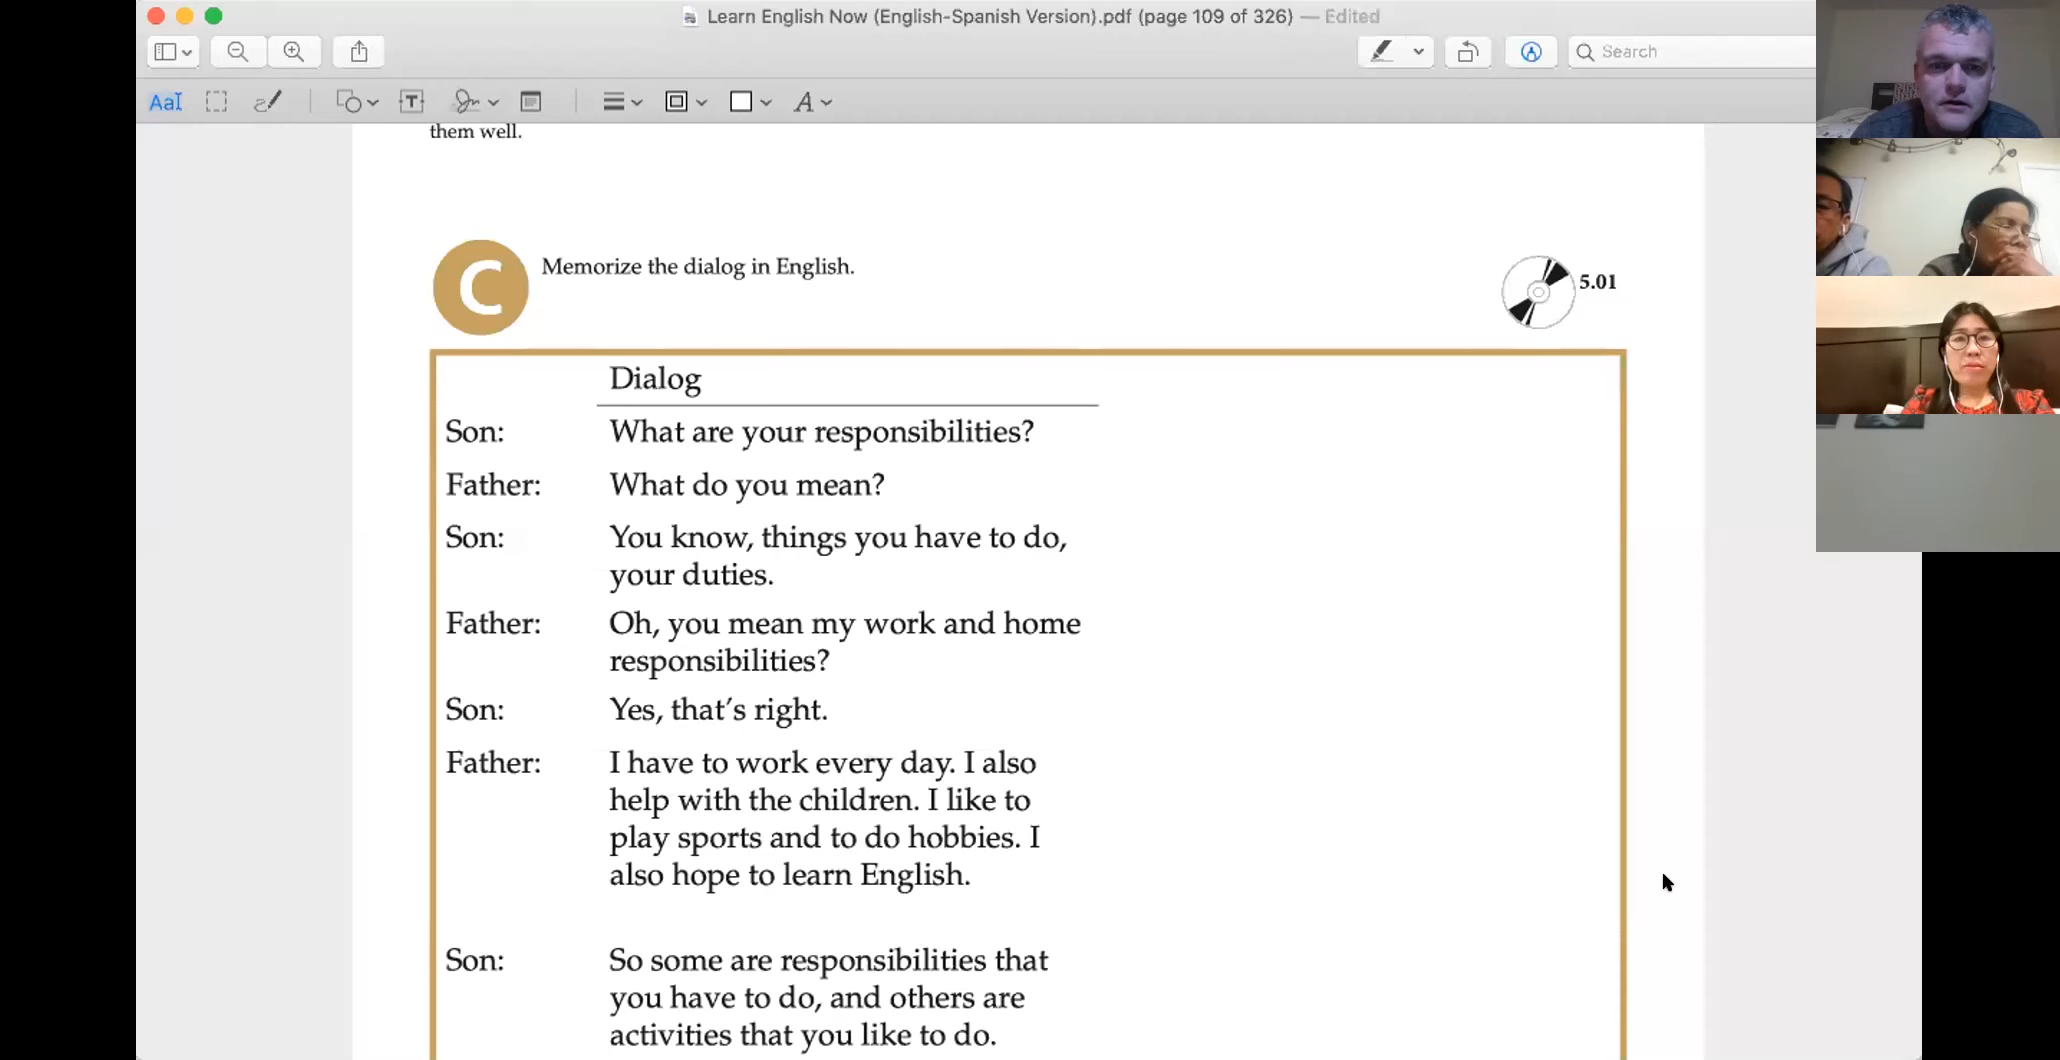 Learn English Now (English-Spanish Version).pdf (page 109 of 326) — Edited
Search
AaI
T
A
them well.
C
Memorize the dialog in English.
5.01
Dialog
Son: What are your responsibilities?
Father: What do you mean?
Son: You know, things you have to do,
your duties.
Father: Oh, you mean my work and home
responsibilities?
Son: Yes, that's right.
Father: I have to work every day. I also
help with the children. I like to
play sports and to do hobbies. I
also hope to learn English.
Son: So some are responsibilities that
you have to do, and others are
activities that you like to do.